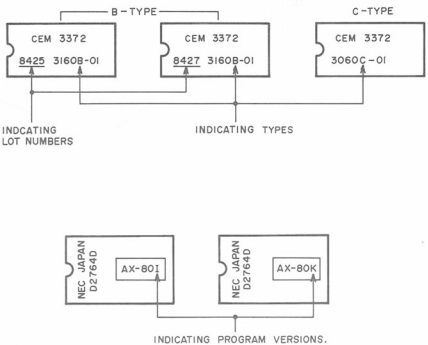 B-TYPE
C-TYPE
CEM 3372
8425 3160B-01
CEM 3372
8427 3160B-01
CEM 3372
3060C-01
INDCATING
LOT NUMBERS
INDICATING TYPES
NEC JAPAN
D2764D
AX-80I
NEC JAPAN
D2764D
AX-80K
INDICATING PROGRAM VERSIONS.